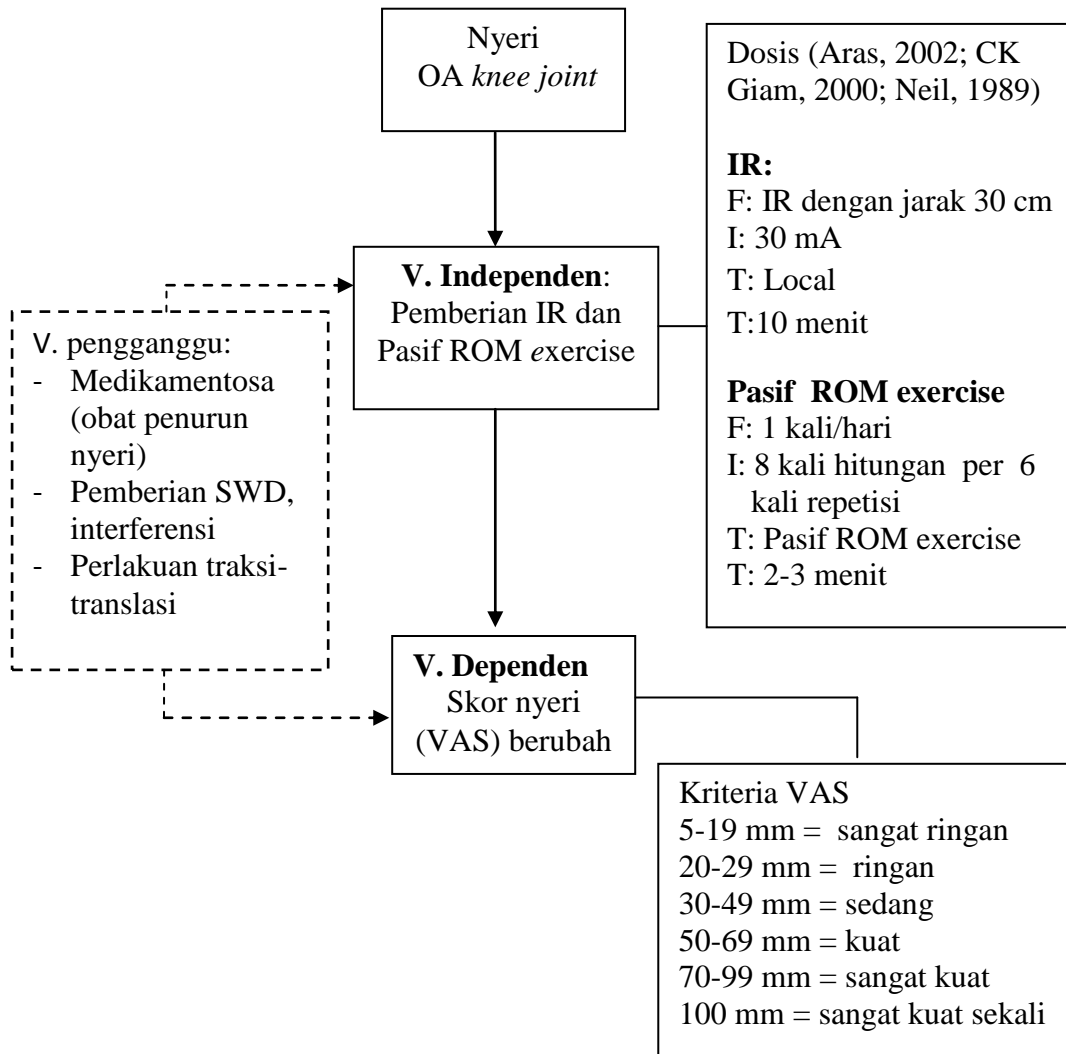 Nyeri
OA knee joint
Dosis (Aras, 2002; CK
Giam, 2000; Neil, 1989)
IR:
F: IR dengan jarak 30 cm
I: 30 mA
T: Local
T:10 menit
Pasif ROM exercise
F: 1 kali/hari
I: 8 kali hitungan per 6
kali repetisi
T: Pasif ROM exercise
T: 2-3 menit
V. Independen:
Pemberian IR dan
Pasif ROM exercise
V. pengganggu:
- Medikamentosa
(obat penurun
nyeri)
- Pemberian SWD,
interferensi
- Perlakuan traksi-
translasi
V. Dependen
Skor nyeri
(VAS) berubah
Kriteria VAS
5-19 mm = sangat ringan
20-29 mm = ringan
30-49 mm = sedang
50-69 mm = kuat
70-99 mm = sangat kuat
100 mm = sangat kuat sekali